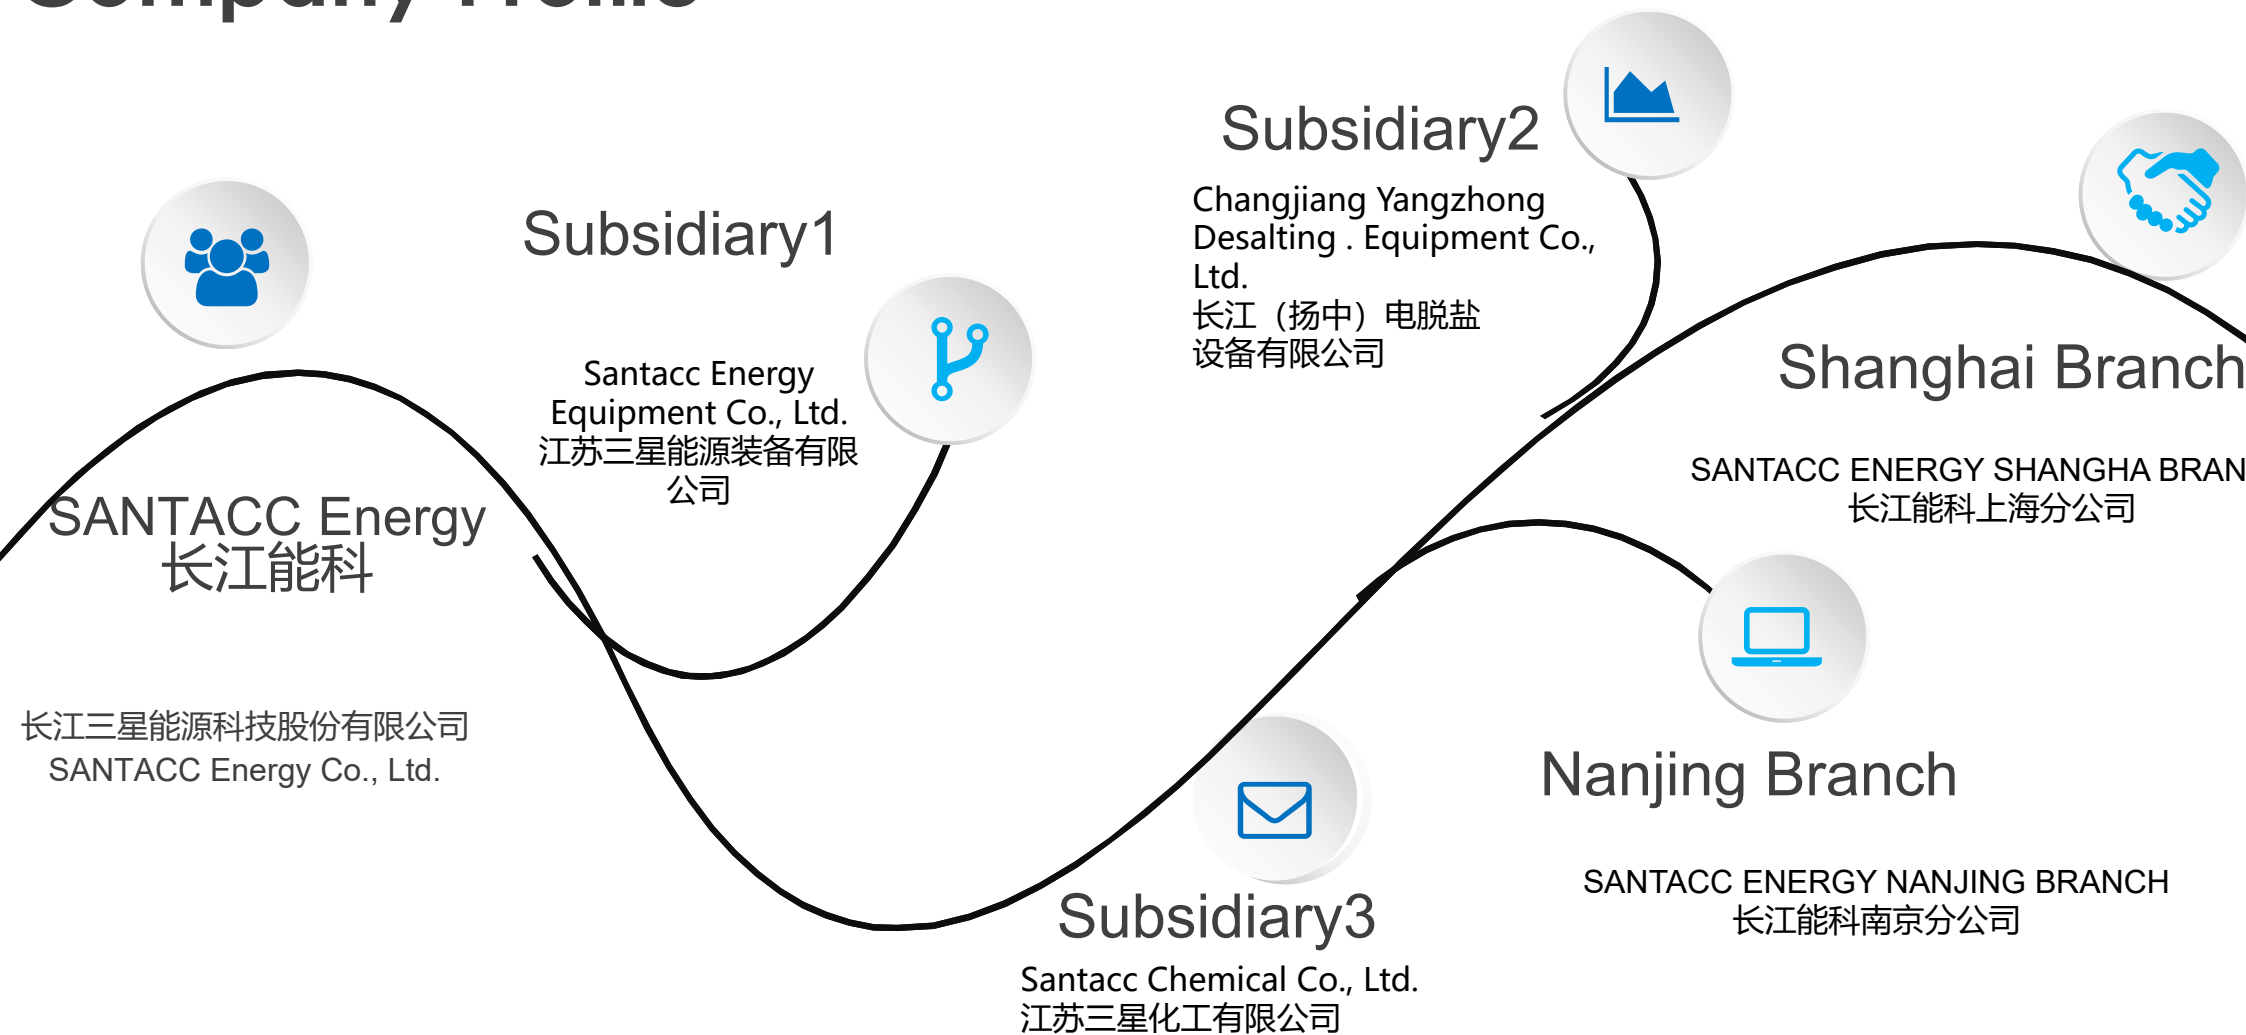 Company Profile
SANTACC Energy
长江能科
长江三星能源科技股份有限公司
SANTACC Energy Co., Ltd.
Subsidiary1
Santacc Energy
Equipment Co., Ltd.
江苏三星能源装备有限
公司
Subsidiary2
Changjiang Yangzhong
Desalting . Equipment Co.,
Ltd.
长江（扬中）电脱盐
设备有限公司
Subsidiary3
Santacc Chemical Co., Ltd.
江苏三星化工有限公司
Shanghai Branch
SANTACC ENERGY SHANGHA BRAN
长江能科上海分公司
Nanjing Branch
SANTACC ENERGY NANJING BRANCH
长江能科南京分公司